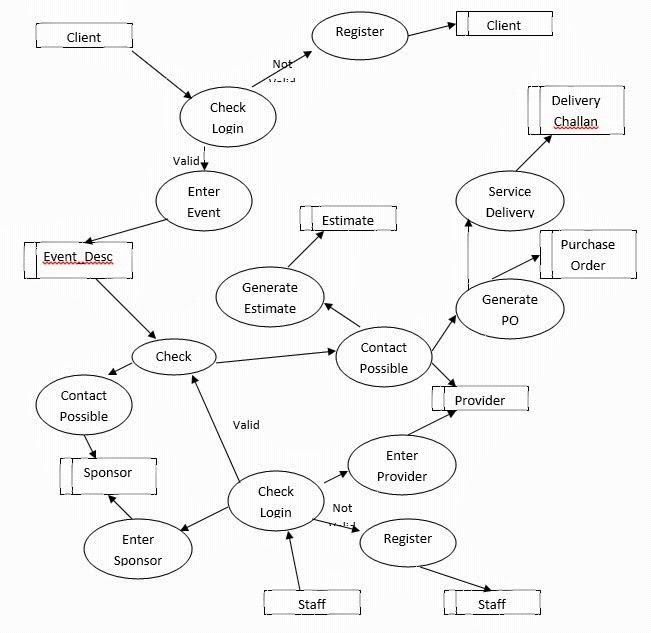 Client
Register
Client
Not
Valid
Check
Login
Delivery
Challan
Valid
Enter
Event
Service
Delivery
Estimate
Event_Desc
Purchase
Order
Generate
Estimate
Generate
PO
Check
Contact
Possible
Contact
Possible
Provider
Valid
Enter
Provider
Sponsor
Check
Login
Not
Valid
Enter
Sponsor
Register
Staff
Staff